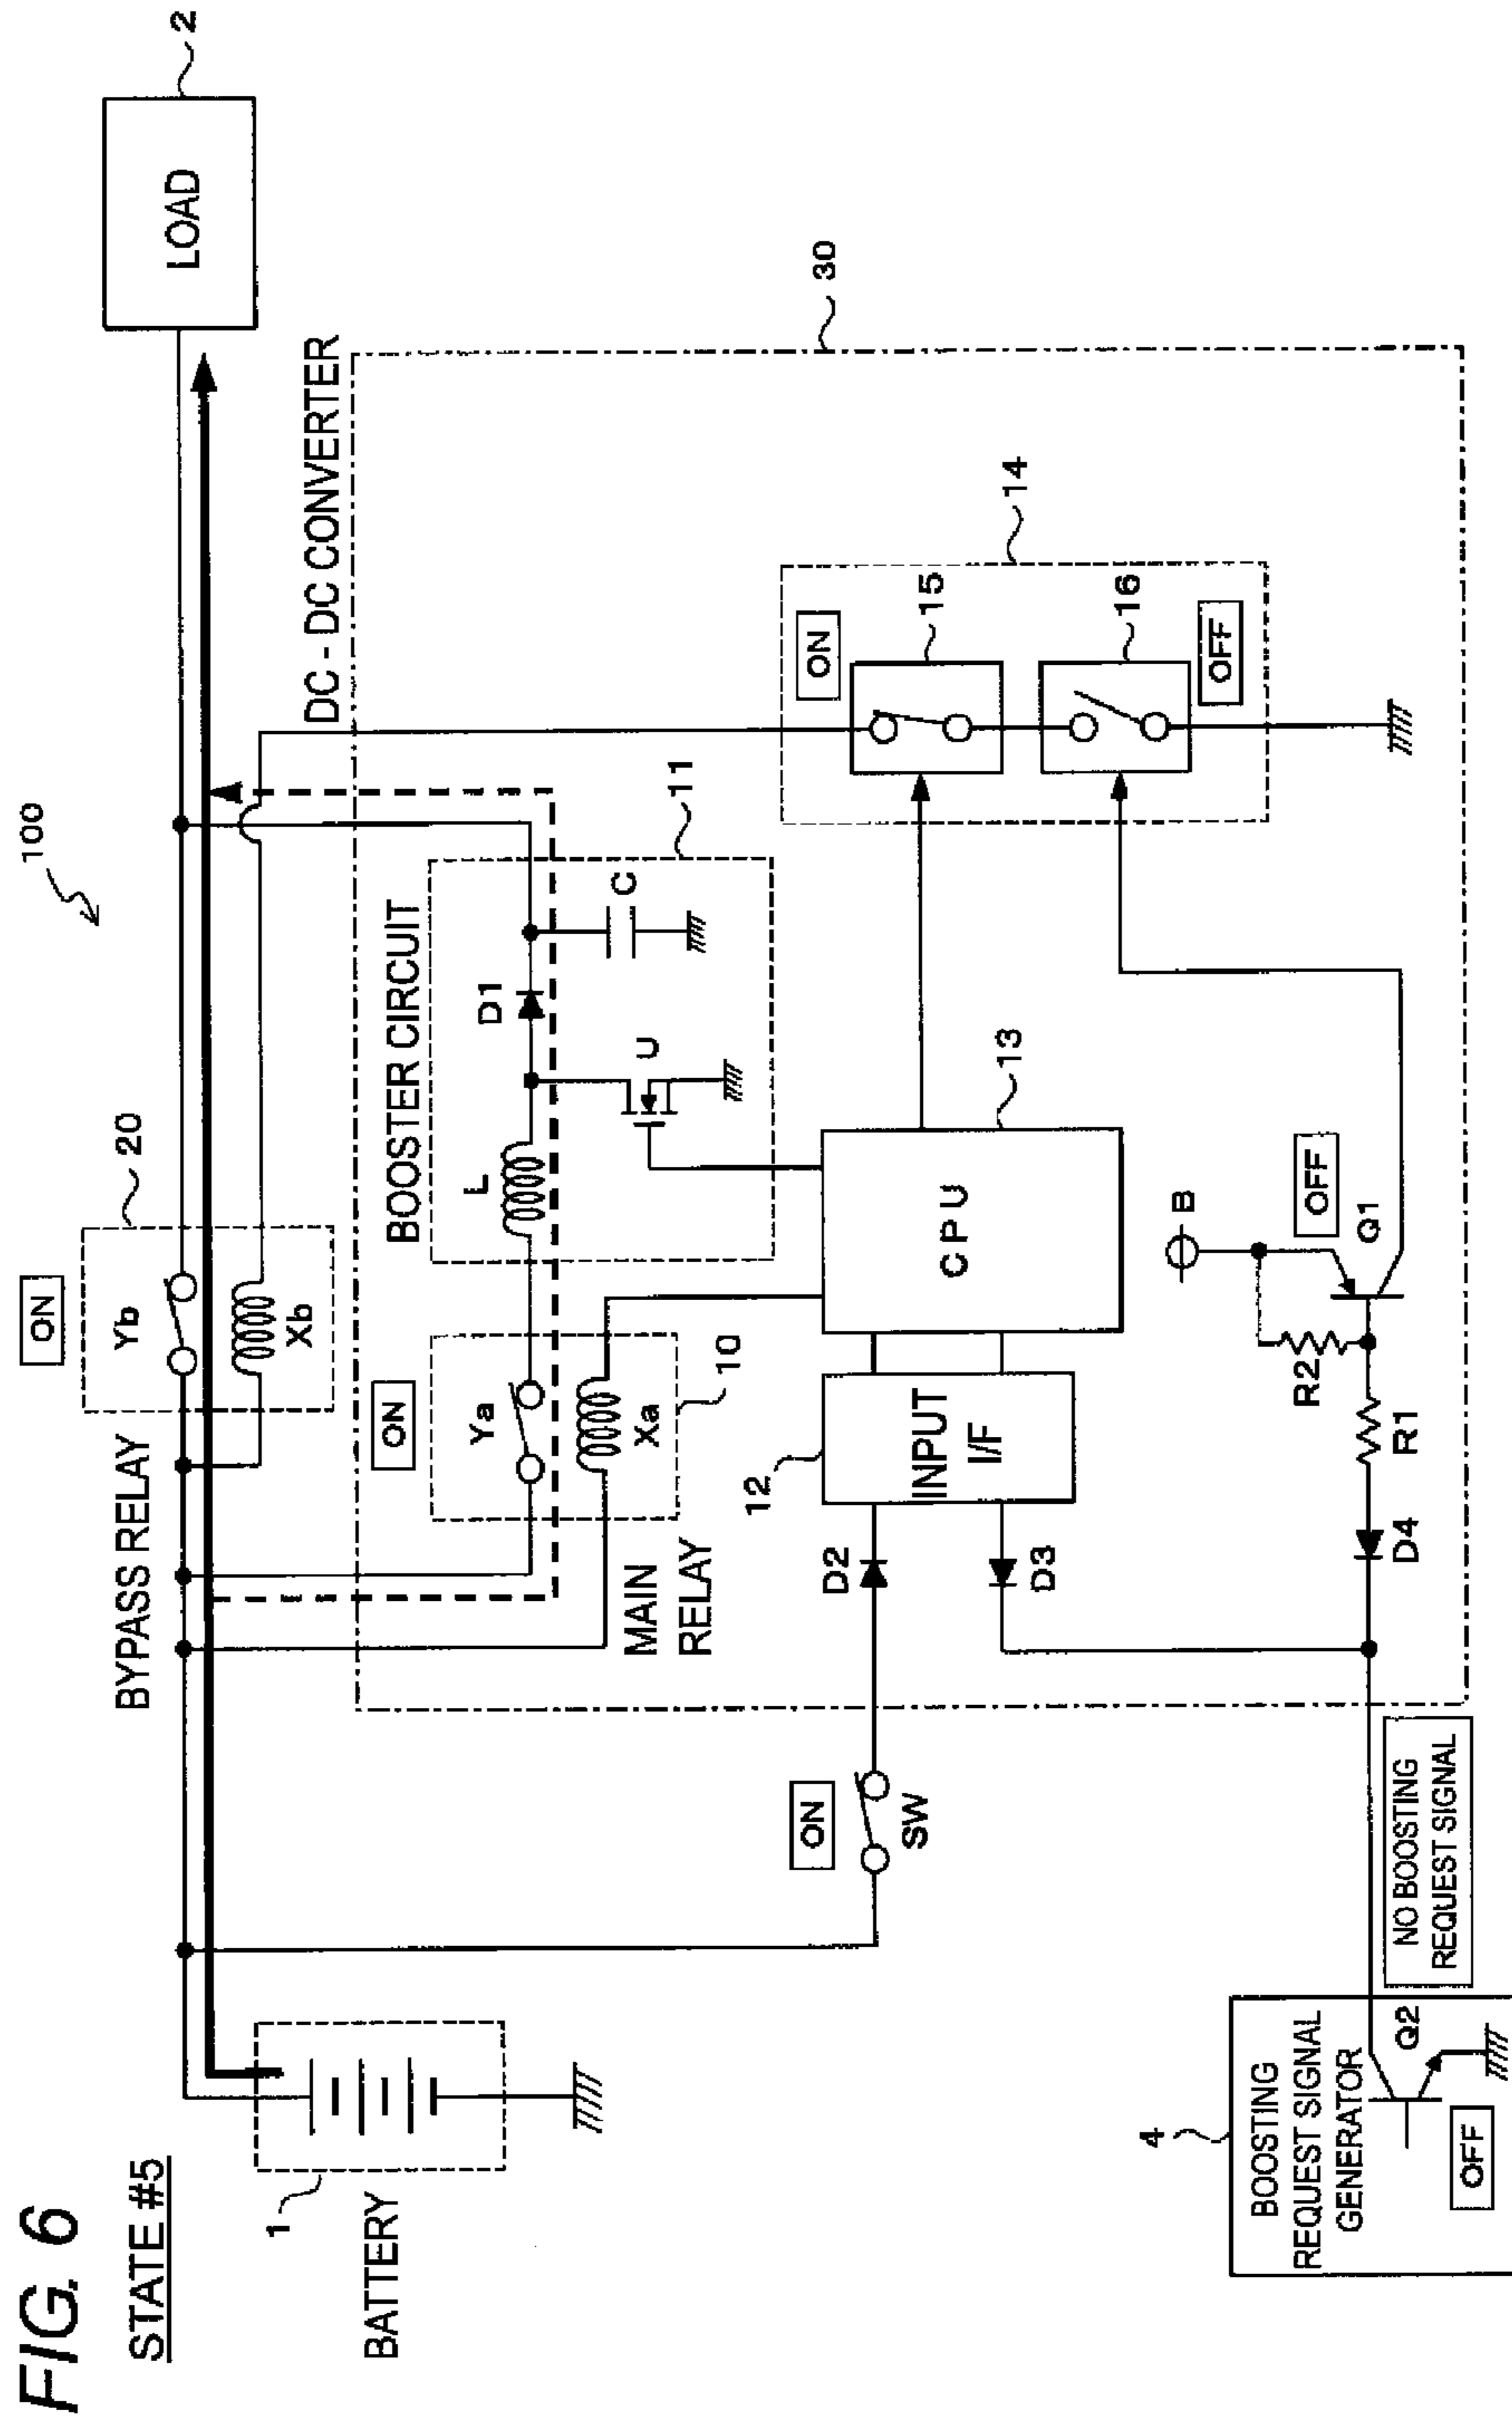 FIG. 6
STATE #5
100
2
LOAD
20
ON
Yb
Xb
BYPASS RELAY
DC - DC CONVERTER
30
1
BATTERY
BOOSTER CIRCUIT
11
ON
Ya
Xa
10
MAIN
RELAY
L
D1
C
U
14
ON
15
16
OFF
ON
SW
D2
D3
12
INPUT
I/F
CPU
13
B
OFF
Q1
R2
R1
D4
NO BOOSTING
REQUEST SIGNAL
4
BOOSTING
REQUEST SIGNAL
GENERATOR
Q2
OFF